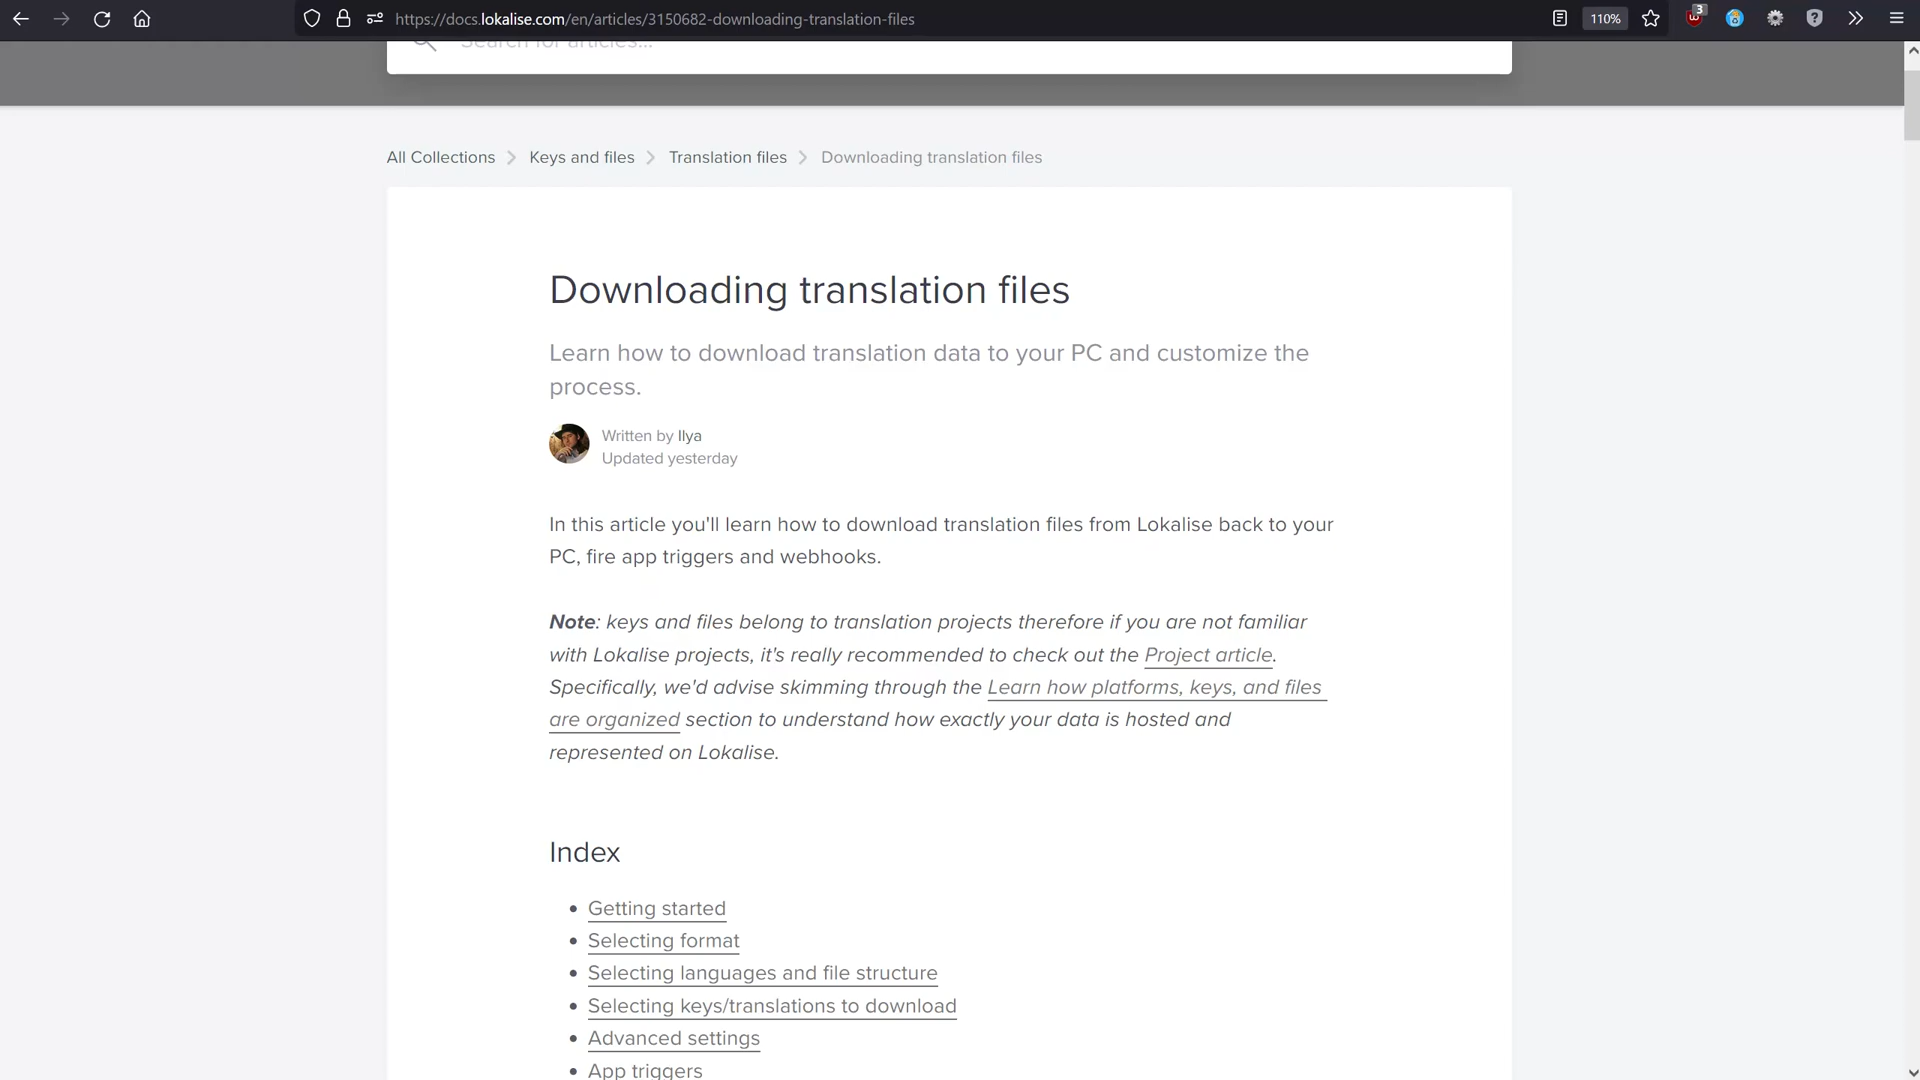 https://docs.lokalise.com/en/articles/3150682-downloading-translation-files
110%
3
Search for articles...
All Collections
Keys and files
Translation files
Downloading translation files
Downloading translation files
Learn how to download translation data to your PC and customize the
process.
Written by Ilya
Updated yesterday
In this article you'll learn how to download translation files from Lokalise back to your
PC, fire app triggers and webhooks.
Note: keys and files belong to translation projects therefore if you are not familiar
with Lokalise projects, it's really recommended to check out the Project article.
Specifically, we'd advise skimming through the Learn how platforms, keys, and files
are organized section to understand how exactly your data is hosted and
represented on Lokalise.
Index
Getting started
Selecting format
Selecting languages and file structure
Selecting keys/translations to download
Advanced settings
App triggers